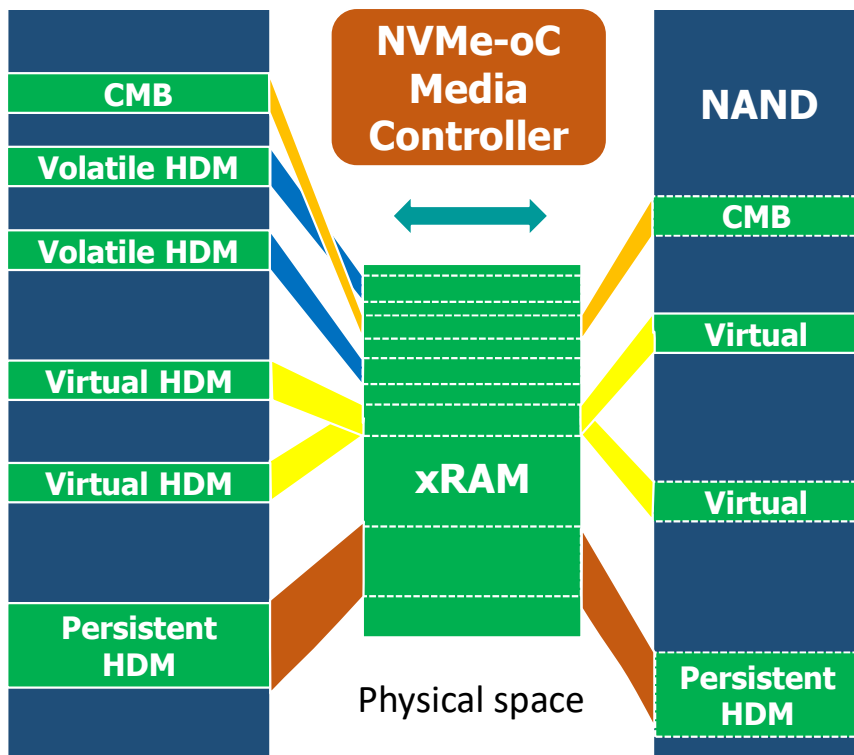 CMB
Volatile HDM
Volatile HDM
Virtual HDM
Virtual HDM
Persistent
HDM
NVMe-oC
Media
Controller
xRAM
Physical space
NAND
CMB
Virtual
Virtual
Persistent
HDM